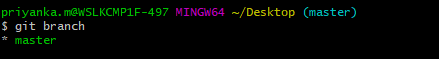 priyanka.m@WSLKCMP1F-497 MINGW64 ~/Desktop (master)
$ git branch
* master